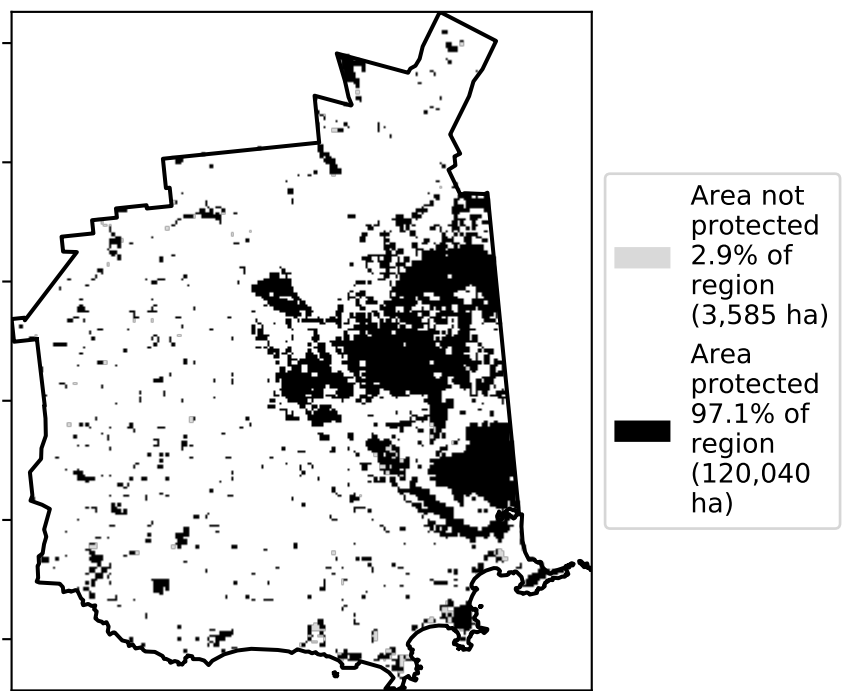 Area not
protected
2.9% of
region
(3,585 ha)
Area
protected
97.1% of
region
(120,040
ha)